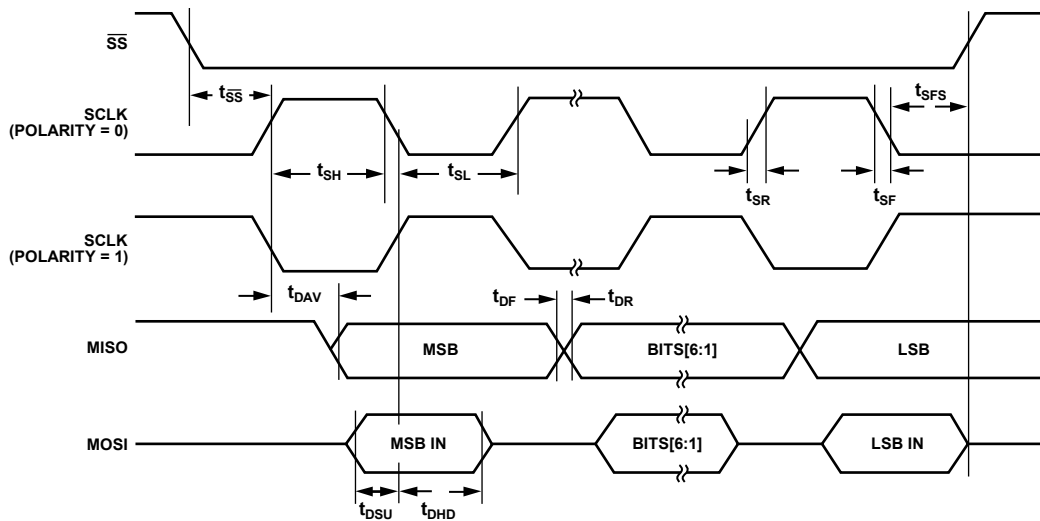 SS
tSS
SCLK
(POLARITY = 0)
tSFS
tSH
tSL
tSR
tSF
SCLK
(POLARITY = 1)
tDAV
tDF
tDR
MISO
MSB
BITS[6:1]
LSB
MOSI
MSB IN
BITS[6:1]
LSB IN
tDSU
tDHD